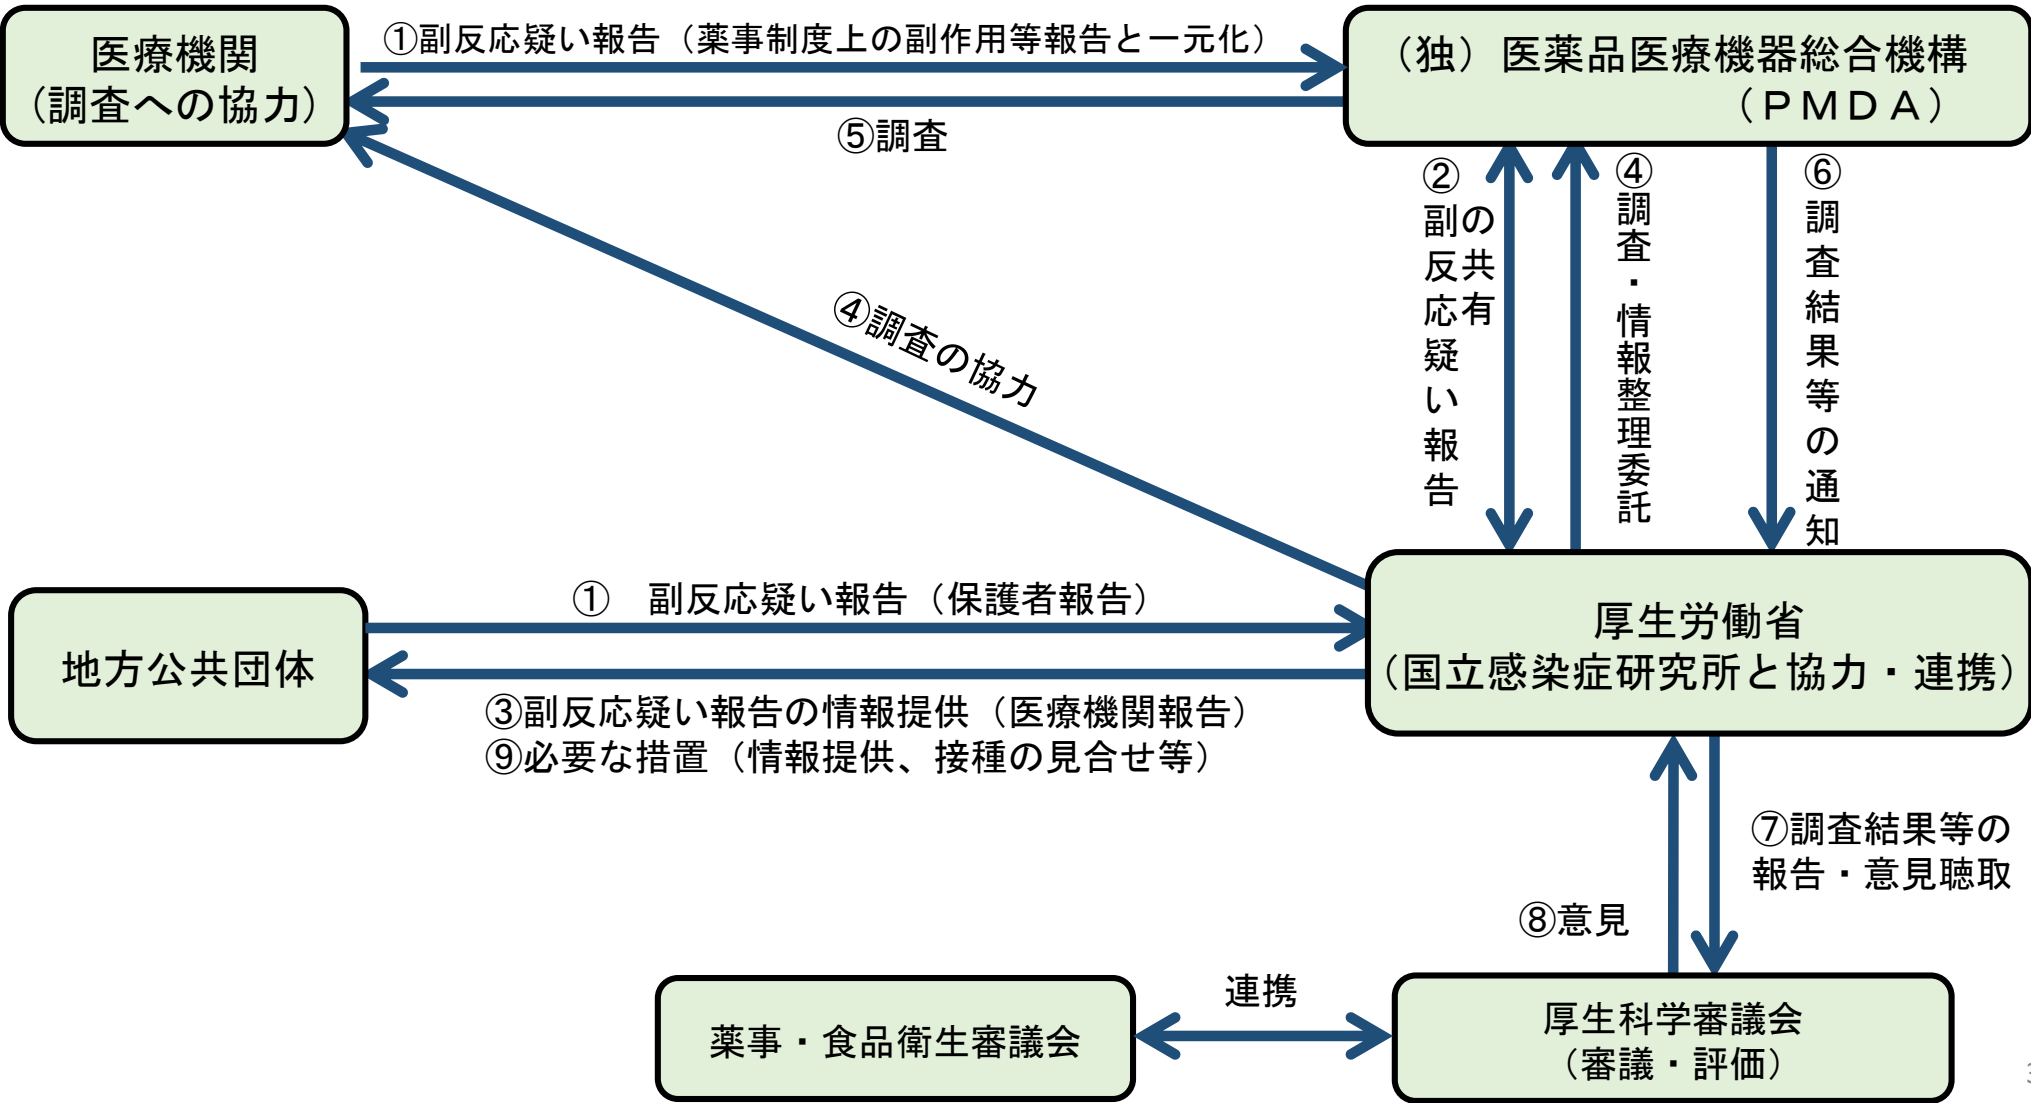 医療機関
（調査への協力）
①副反応疑い報告（薬事制度上の副作用等報告と一元化）
（独）医薬品医療機器総合機構
（ＰＭＤＡ）
⑤調査
②副反応疑い報告
の共有
④調査・情報整理委託
⑥調査結果等の通知
④調査の協力
地方公共団体
①　副反応疑い報告（保護者報告）
厚生労働省
（国立感染症研究所と協力・連携）
③副反応疑い報告の情報提供（医療機関報告）
⑨必要な措置（情報提供、接種の見合せ等）
⑦調査結果等の
報告・意見聴取
⑧意見
連携
薬事・食品衛生審議会
厚生科学審議会
（審議・評価）